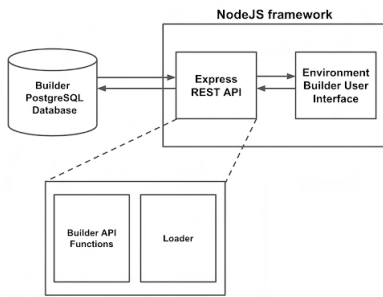 NodeJS framework
Builder
PostgreSQL
Database
Express
REST API
Environment
Builder User
Interface
Builder API
Functions
Loader